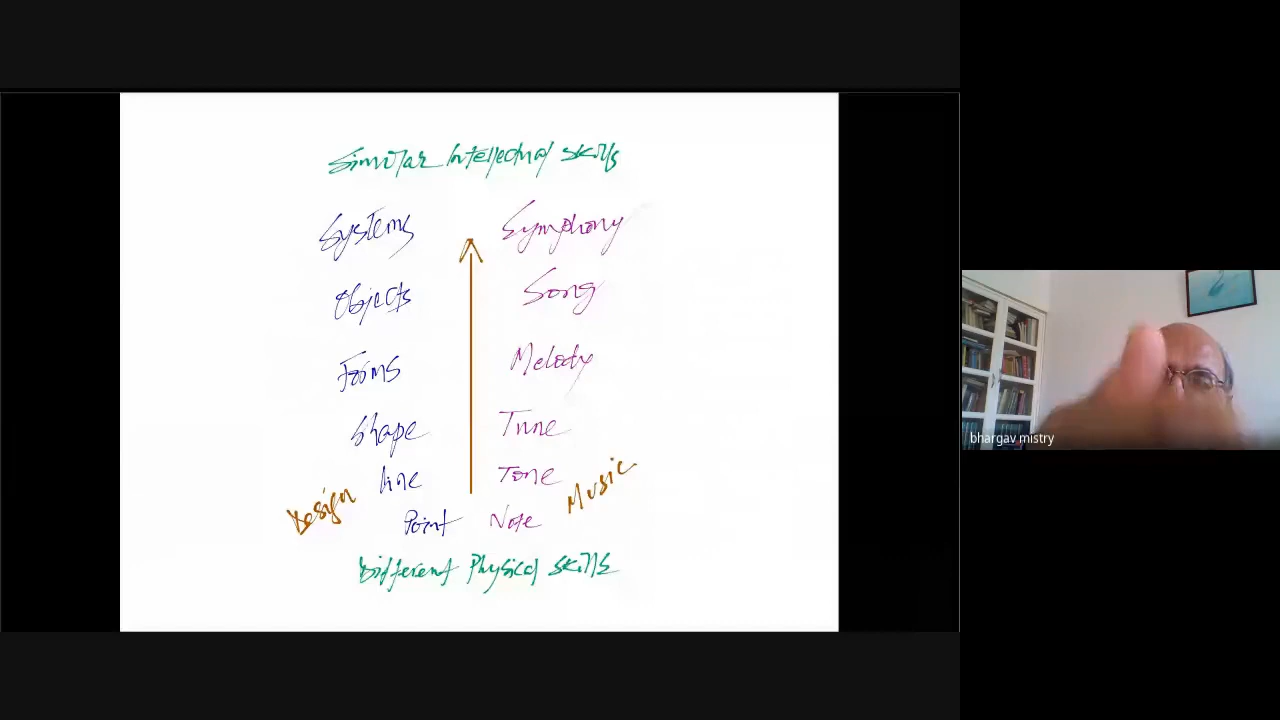 Similar Intellectual skills
Systems Symphony
Objects Song
Forms Melody
Shape Tune
line Tone
Design Music
Point Note
Different Physical skills
bhargav mistry